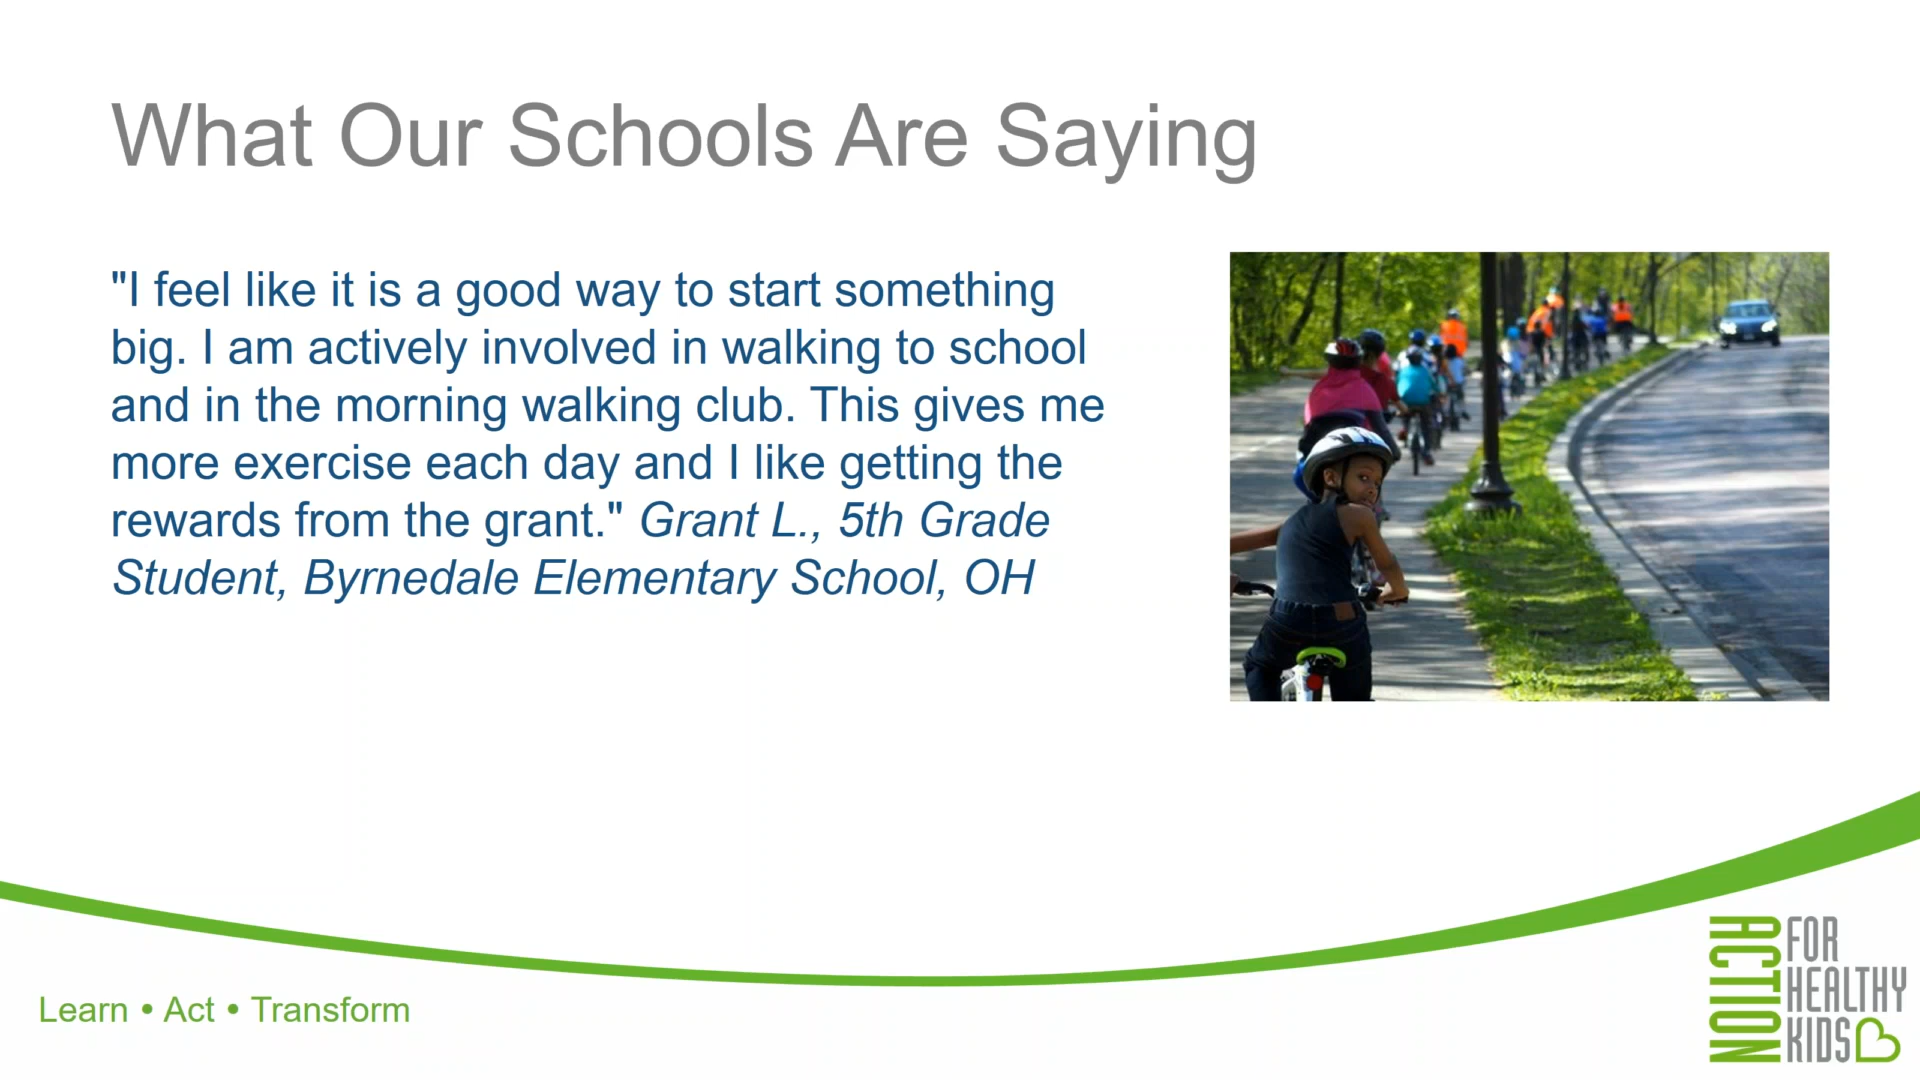 What Our Schools Are Saying
"I feel like it is a good way to start something
big. I am actively involved in walking to school
and in the morning walking club. This gives me
more exercise each day and I like getting the
rewards from the grant." Grant L., 5th Grade
Student, Byrnedale Elementary School, OH
Learn • Act • Transform
ACTION
FOR
HEALTHY
KIDS